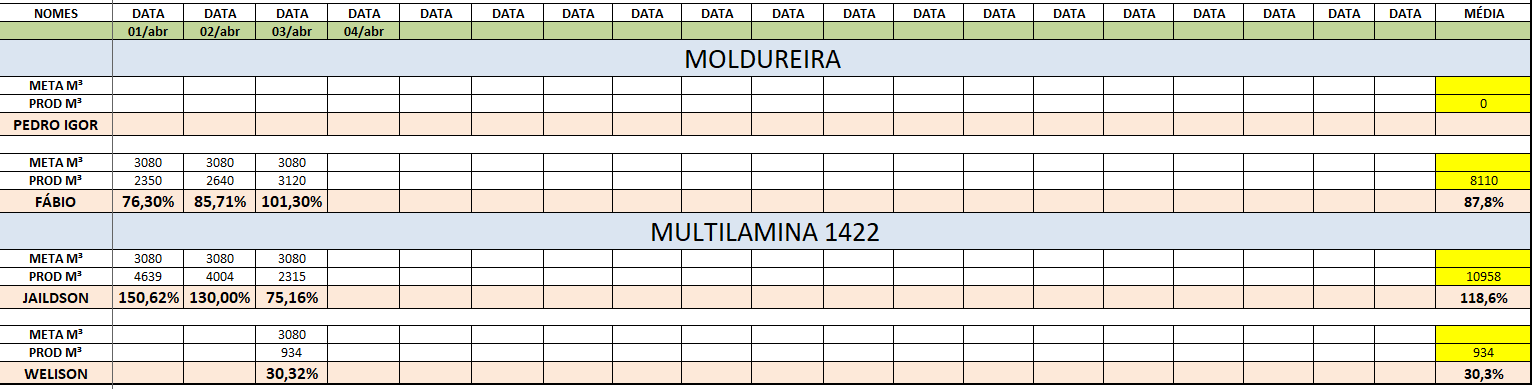 NOMES DATA DATA DATA DATA DATA DATA DATA DATA DATA DATA DATA DATA DATA DATA DATA DATA DATA DATA DATA MÉDIA
01/abr 02/abr 03/abr 04/abr
MOLDUREIRA
META M³
PROD M³ 0
PEDRO IGOR
META M³ 3080 3080 3080
PROD M³ 2350 2640 3120 8110
FÁBIO 76,30% 85,71% 101,30% 87,8%
MULTILAMINA 1422
META M³ 3080 3080 3080
PROD M³ 4639 4004 2315 10958
JAILDSON 150,62% 130,00% 75,16% 118,6%
META M³ 3080
PROD M³ 934 934
WELISON 30,32% 30,3%